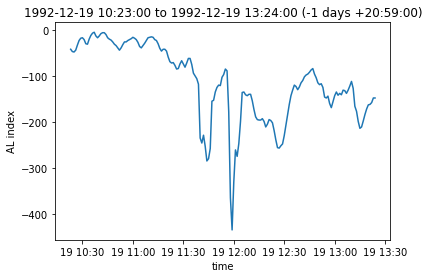 1992-12-19 10:23:00 to 1992-12-19 13:24:00 (-1 days +20:59:00)
0
−100
−200
−300
−400
AL index
19 10:30 19 11:00 19 11:30 19 12:00 19 12:30 19 13:00 19 13:30
time